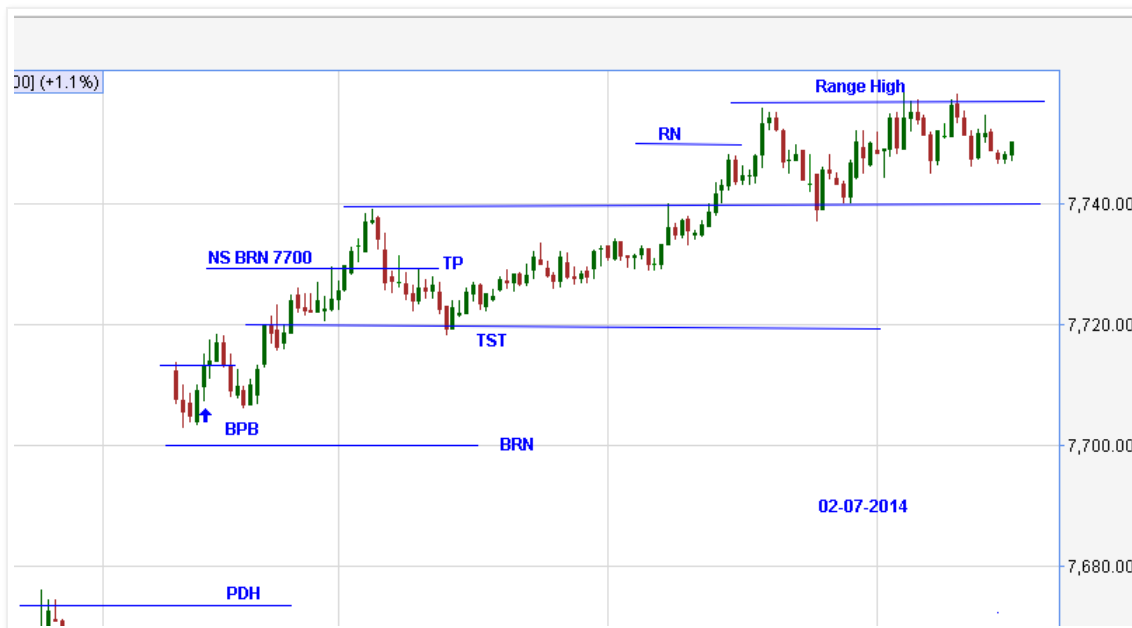 00] (+1.1%)
Range High
RN
7,740.00
NS BRN 7700
TP
7,720.00
TST
BPB
BRN
7,700.00
02-07-2014
7,680.00
PDH